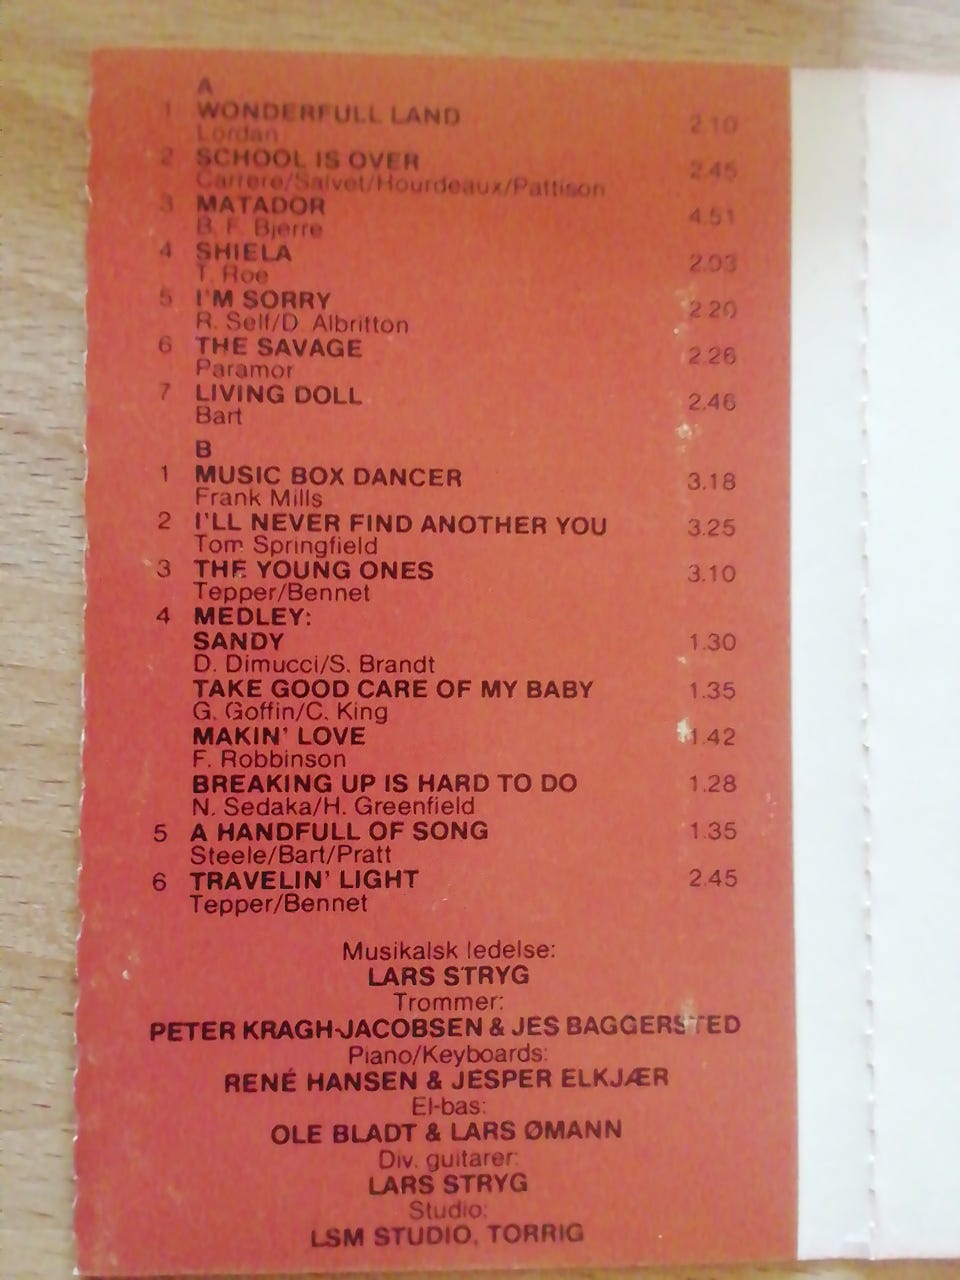 A
1 WONDERFULL LAND 2.10
Lordan
2 SCHOOL IS OVER 2.45
Carrere/Salvet/Hourdeaux/Pattison
3 MATADOR 4.51
B. F. Bjerre
4 SHIELA 2.03
T. Roe
5 I'M SORRY 2.20
R. Self/D. Albritton
6 THE SAVAGE 2.26
Paramor
7 LIVING DOLL 2.46
Bart
B
1 MUSIC BOX DANCER 3.18
Frank Mills
2 I'LL NEVER FIND ANOTHER YOU 3.25
Tom Springfield
3 THE YOUNG ONES 3.10
Tepper/Bennet
4 MEDLEY:
SANDY 1.30
D. Dimucci/S. Brandt
TAKE GOOD CARE OF MY BABY 1.35
G. Goffin/C. King
MAKIN' LOVE 1.42
F. Robbinson
BREAKING UP IS HARD TO DO 1.28
N. Sedaka/H. Greenfield
5 A HANDFULL OF SONG 1.35
Steele/Bart/Pratt
6 TRAVELIN' LIGHT 2.45
Tepper/Bennet
Musikalsk ledelse:
LARS STRYG
Trommer:
PETER KRAGH-JACOBSEN & JES BAGGERSTED
Piano/Keyboards:
RENÉ HANSEN & JESPER ELKJÆR
El-bas:
OLE BLADT & LARS ØMANN
Div. guitarer:
LARS STRYG
Studio:
LSM STUDIO, TORRIG